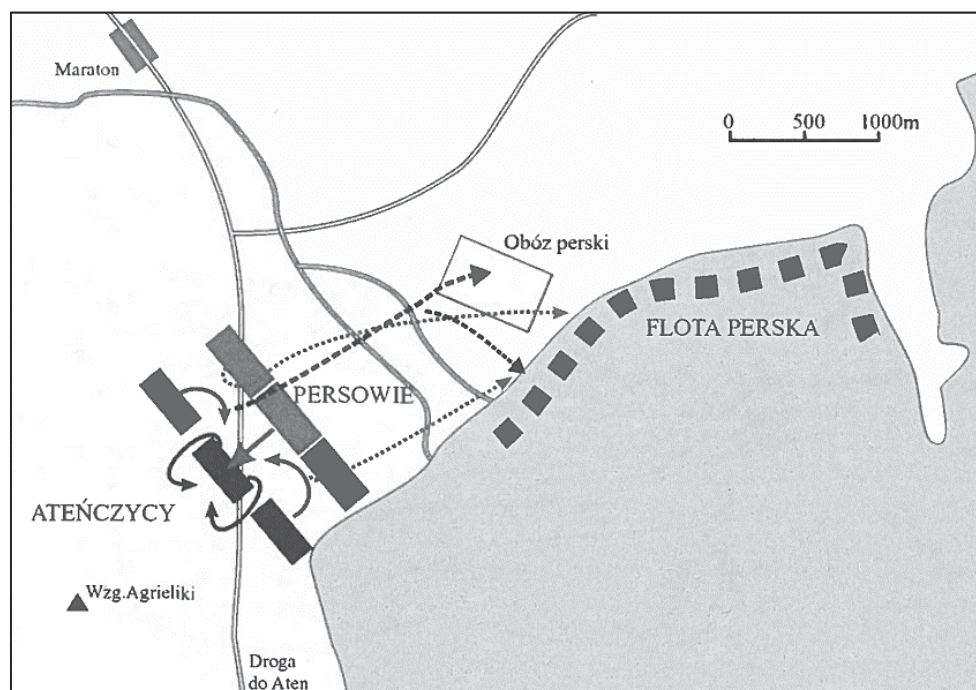 Maraton
0 500 1000m
Obóz perski
FLOTA PERSKA
PERSOWIE
ATEŃCZYCY
Wzg.Agrieliki
Droga
do Aten